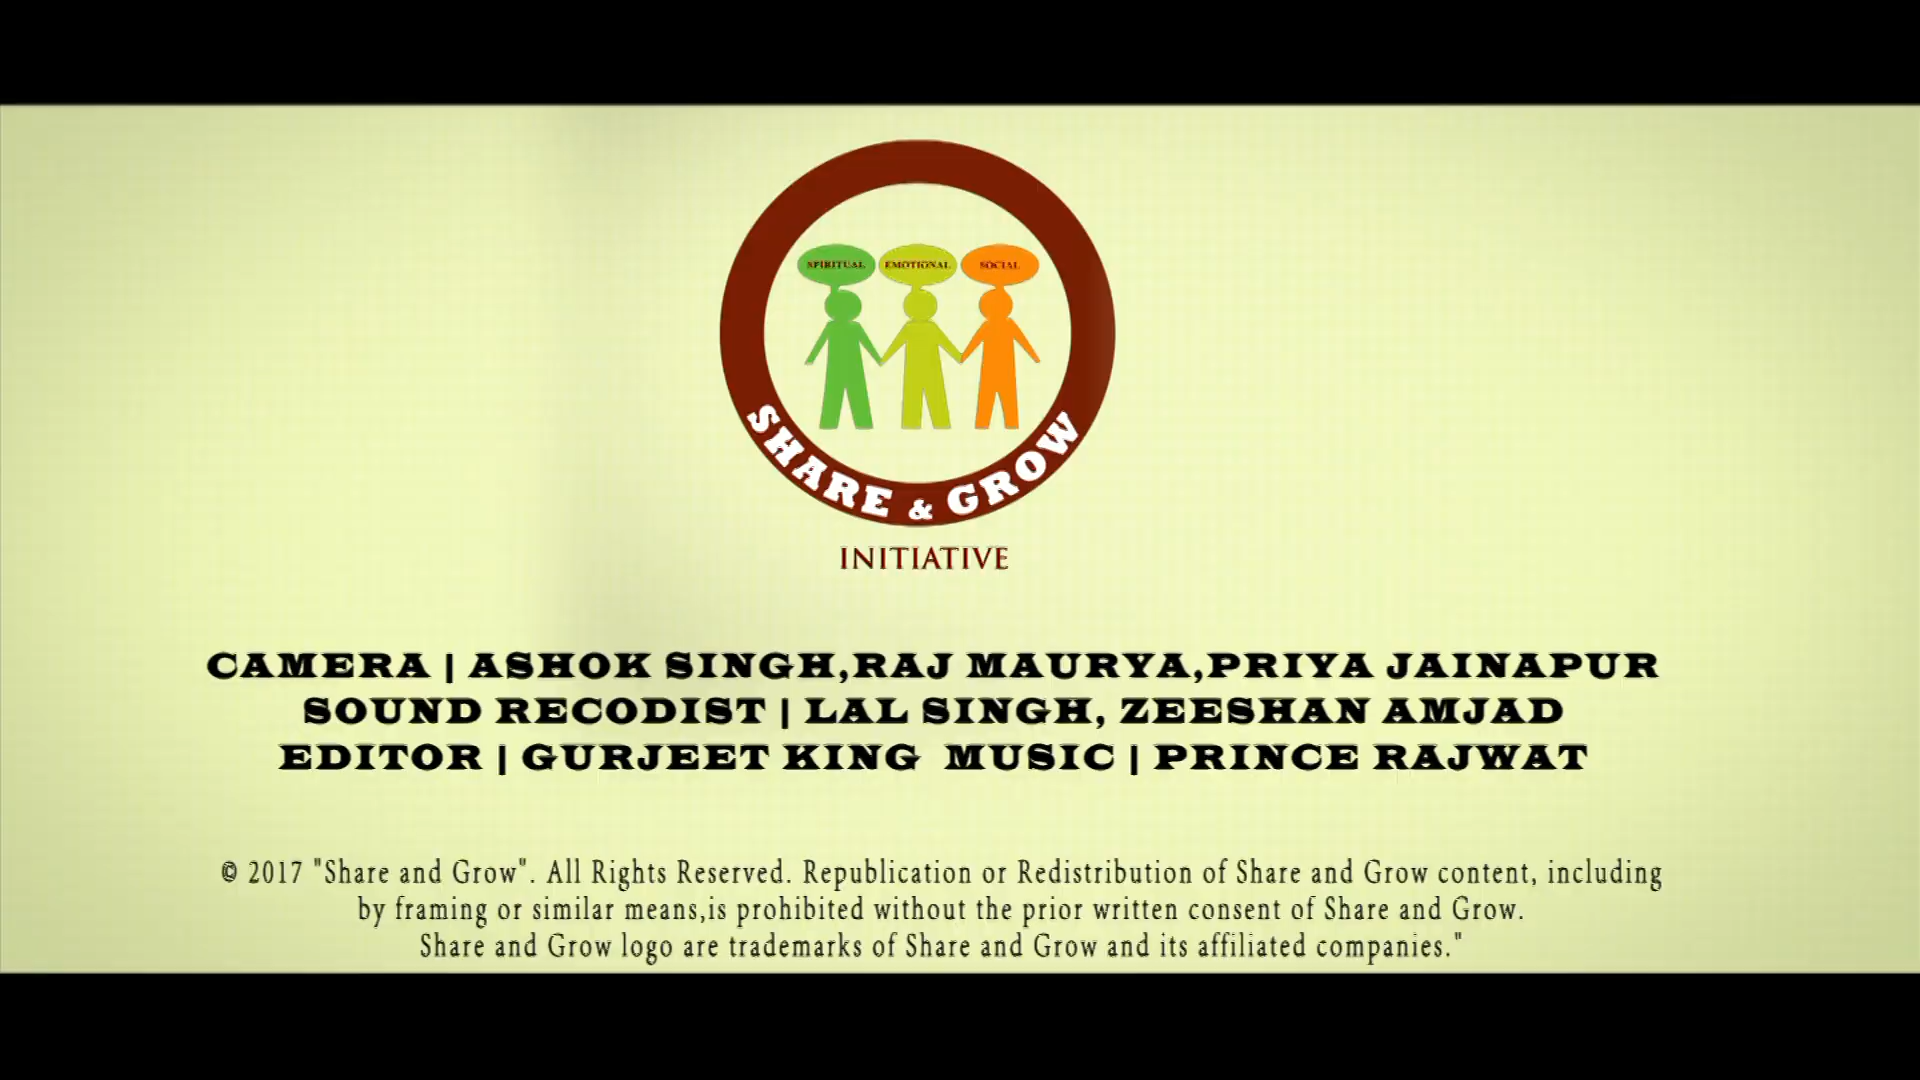 SPIRITUAL EMOTIONAL SOCIAL
SHARE & GROW
INITIATIVE
CAMERA | ASHOK SINGH,RAJ MAURYA,PRIYA JAINAPUR
SOUND RECODIST | LAL SINGH, ZEESHAN AMJAD
EDITOR | GURJEET KING MUSIC | PRINCE RAJWAT
© 2017 "Share and Grow". All Rights Reserved. Republication or Redistribution of Share and Grow content, including
by framing or similar means,is prohibited without the prior written consent of Share and Grow.
Share and Grow logo are trademarks of Share and Grow and its affiliated companies."